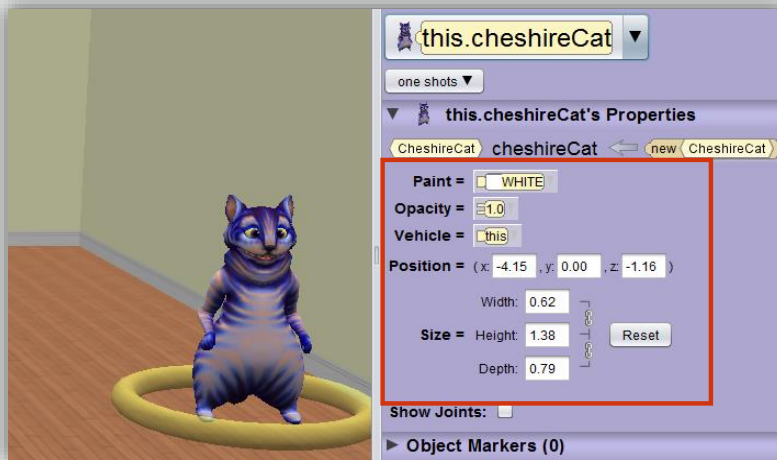 this.cheshireCat ▼
one shots ▼
▼ this.cheshireCat's Properties
CheshireCat cheshireCat new CheshireCat
Paint = WHITE
Opacity = 1.0
Vehicle = this
Position = ( x: -4.15 , y: 0.00 , z: -1.16 )
Width: 0.62
Size = Height: 1.38 Reset
Depth: 0.79
Show Joints:
Object Markers (0)